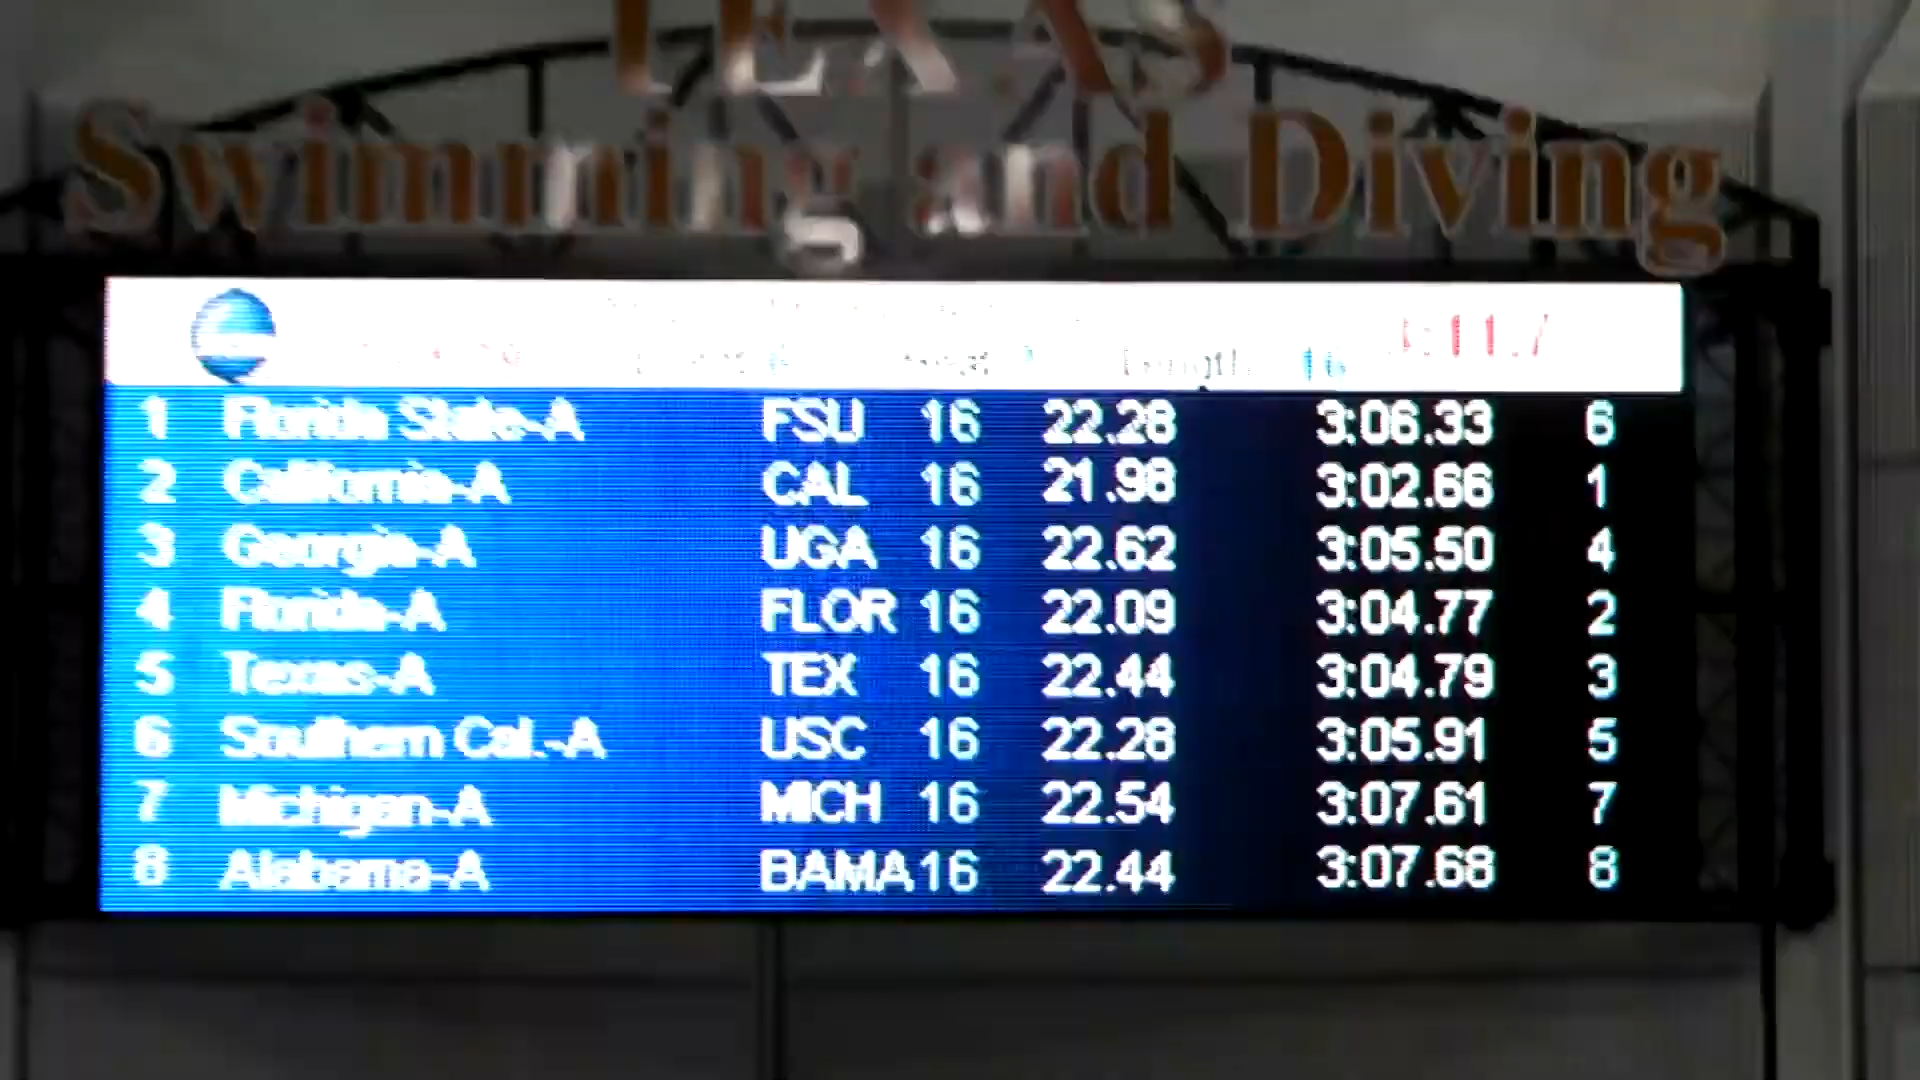 TEXAS
Swimming and Diving
Length 16
1 Florida State-A FSU 16 22.28 3:06.33 6
2 California-A CAL 16 21.98 3:02.66 1
3 Georgia-A UGA 16 22.62 3:05.50 4
4 Florida-A FLOR 16 22.09 3:04.77 2
5 Texas-A TEX 16 22.44 3:04.79 3
6 Southern Cal.-A USC 16 22.28 3:05.91 5
7 Michigan-A MICH 16 22.54 3:07.61 7
8 Alabama-A BAMA 16 22.44 3:07.68 8